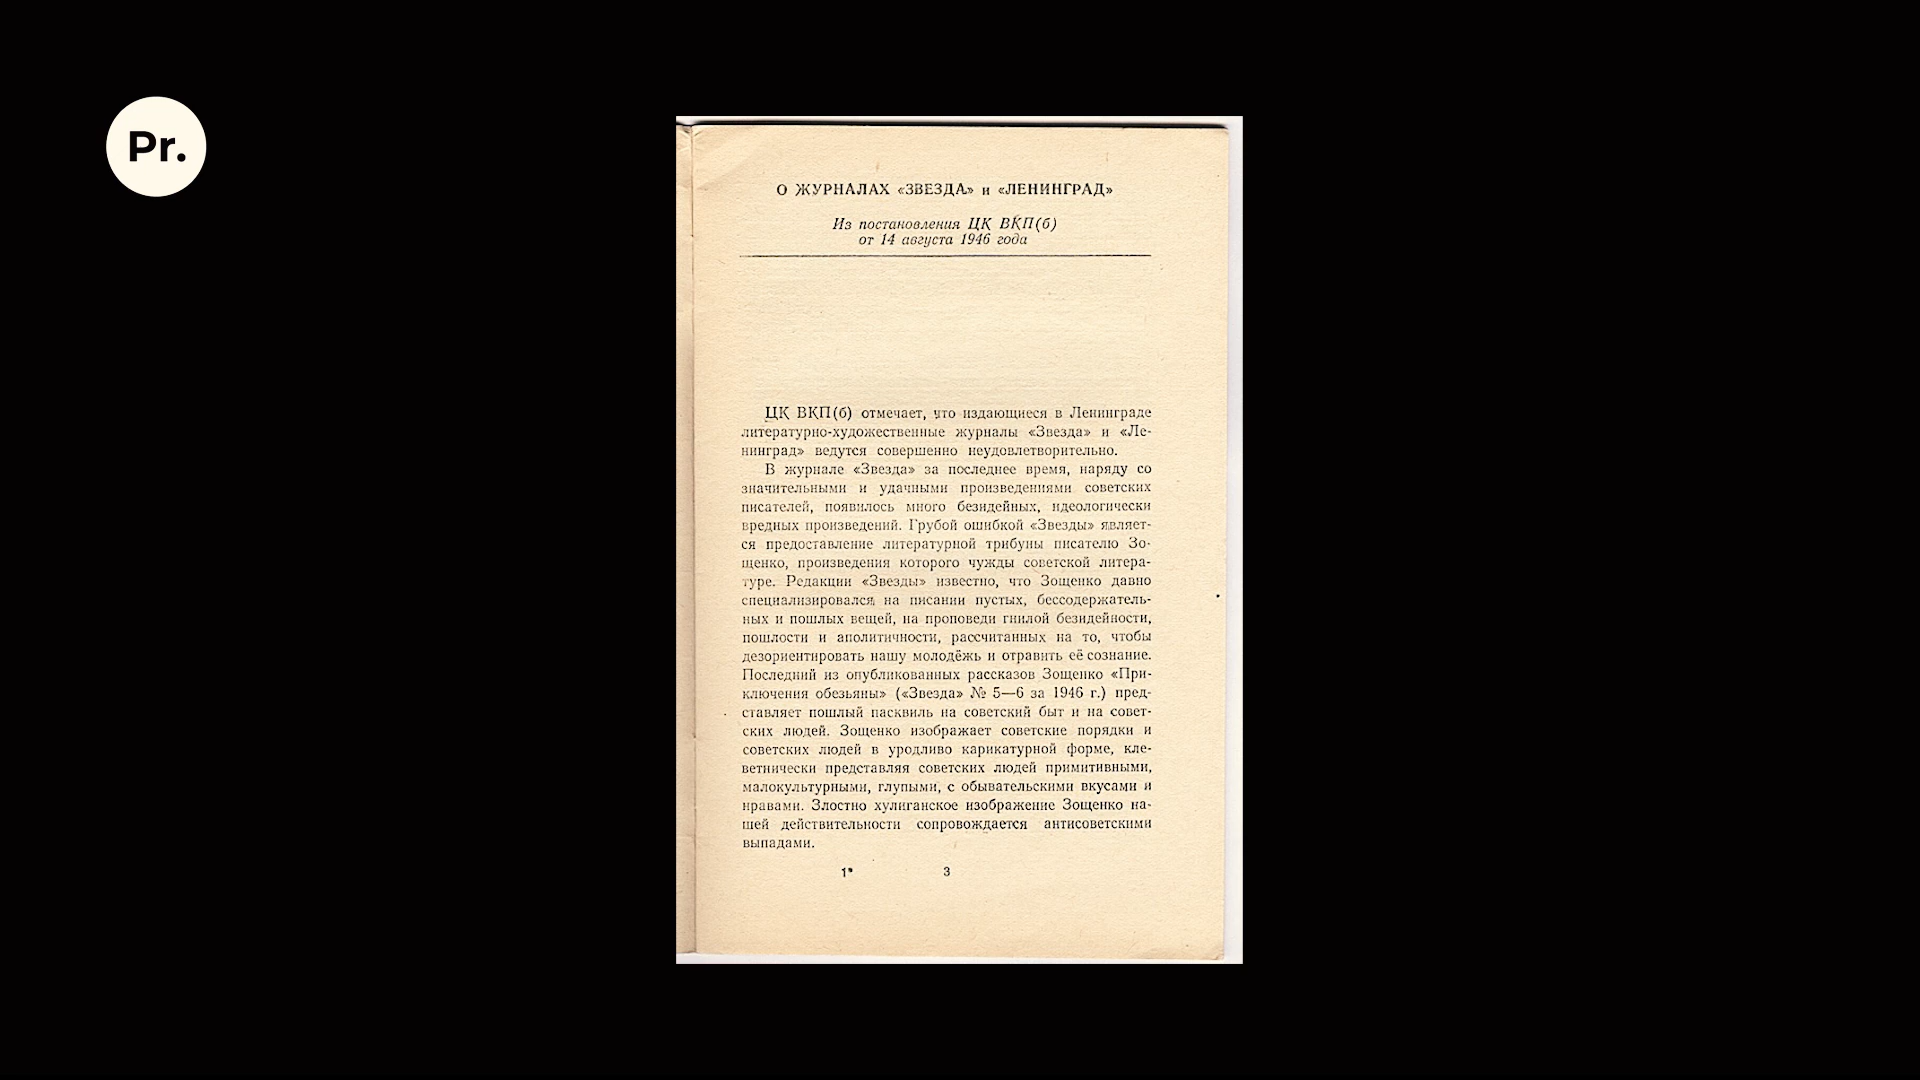 Pr.
О ЖУРНАЛАХ «ЗВЕЗДА» и «ЛЕНИНГРАД»
Из постановления ЦК ВКП(б)
от 14 августа 1946 года
ЦК ВКП(б) отмечает, что издающиеся в Ленинграде
литературно-художественные журналы «Звезда» и «Ле-
нинград» ведутся совершенно неудовлетворительно.
В журнале «Звезда» за последнее время, наряду со
значительными и удачными произведениями советских
писателей, появилось много безидейных, идеологически
вредных произведений. Грубой ошибкой «Звезды» являет-
ся предоставление литературной трибуны писателю Зо-
щенко, произведения которого чужды советской литера-
туре. Редакции «Звезды» известно, что Зощенко давно
специализировался на писании пустых, бессодержатель-
ных и пошлых вещей, на проповеди гнилой безидейности,
пошлости и аполитичности, рассчитанных на то, чтобы
дезориентировать нашу молодёжь и отравить её сознание.
Последний из опубликованных рассказов Зощенко «При-
ключения обезьяны» («Звезда» № 5—6 за 1946 г.) пред-
ставляет пошлый пасквиль на советский быт и на совет-
ских людей. Зощенко изображает советские порядки и
советских людей в уродливо карикатурной форме, кле-
ветнически представляя советских людей примитивными,
малокультурными, глупыми, с обывательскими вкусами и
нравами. Злостно хулиганское изображение Зощенко на-
шей действительности сопровождается антисоветскими
выпадами.
1* 3